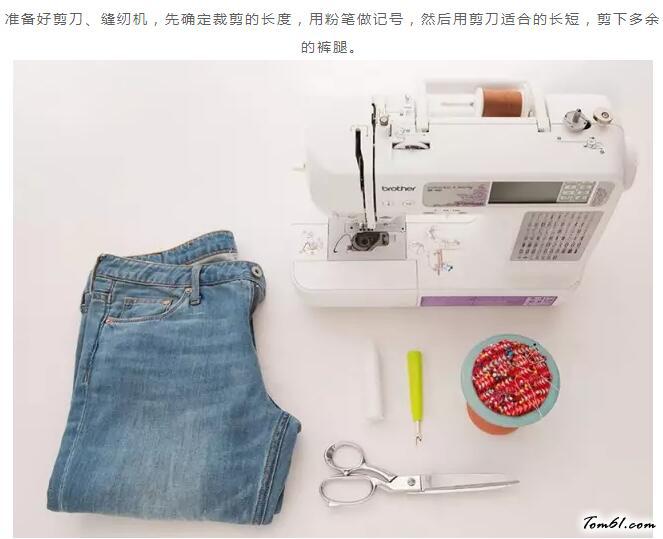 准备好剪刀、缝纫机，先确定裁剪的长度，用粉笔做记号，然后用剪刀适合的长短，剪下多余
的裤腿。
brother
Tom61.com